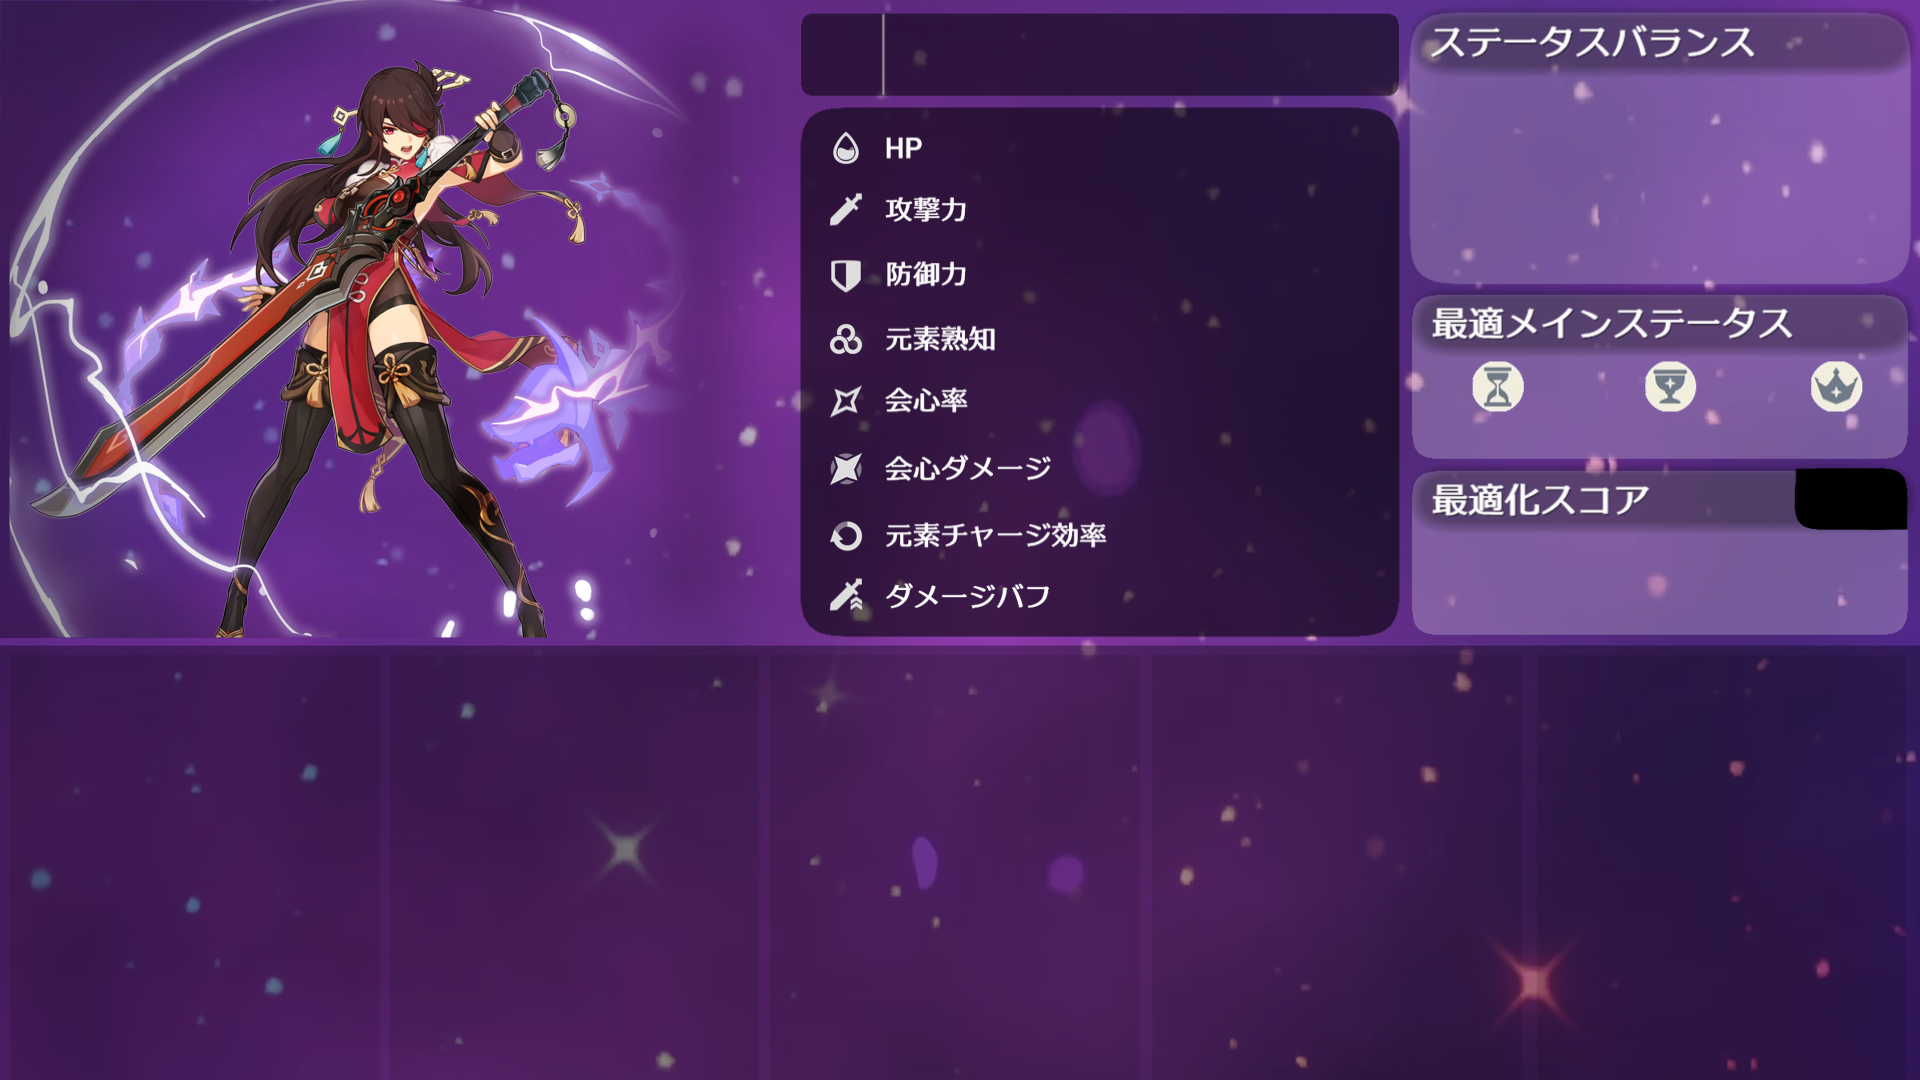 HP
攻撃力
防御力
元素熟知
会心率
会心ダメージ
元素チャージ効率
ダメージバフ
ステータスバランス
最適メインステータス
最適化スコア